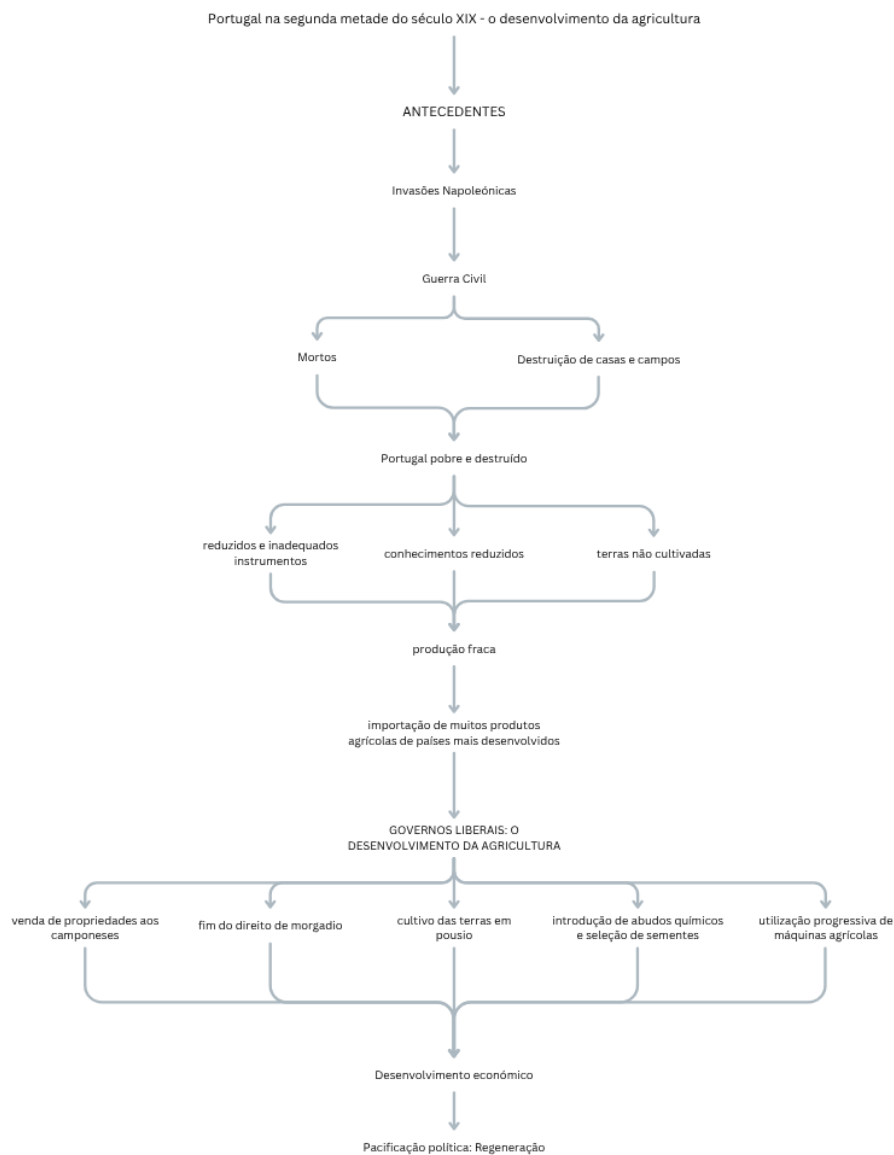 Portugal na segunda metade do século XIX - o desenvolvimento da agricultura
ANTECEDENTES
Invasões Napoleónicas
Guerra Civil
Mortos
Destruição de casas e campos
Portugal pobre e destruído
reduzidos e inadequados
instrumentos
conhecimentos reduzidos
terras não cultivadas
produção fraca
importação de muitos produtos
agrícolas de países mais desenvolvidos
GOVERNOS LIBERAIS: O
DESENVOLVIMENTO DA AGRICULTURA
venda de propriedades aos
camponeses
fim do direito de morgadio
cultivo das terras em
pousio
introdução de abudos químicos
e seleção de sementes
utilização progressiva de
máquinas agrícolas
Desenvolvimento económico
Pacificação política: Regeneração